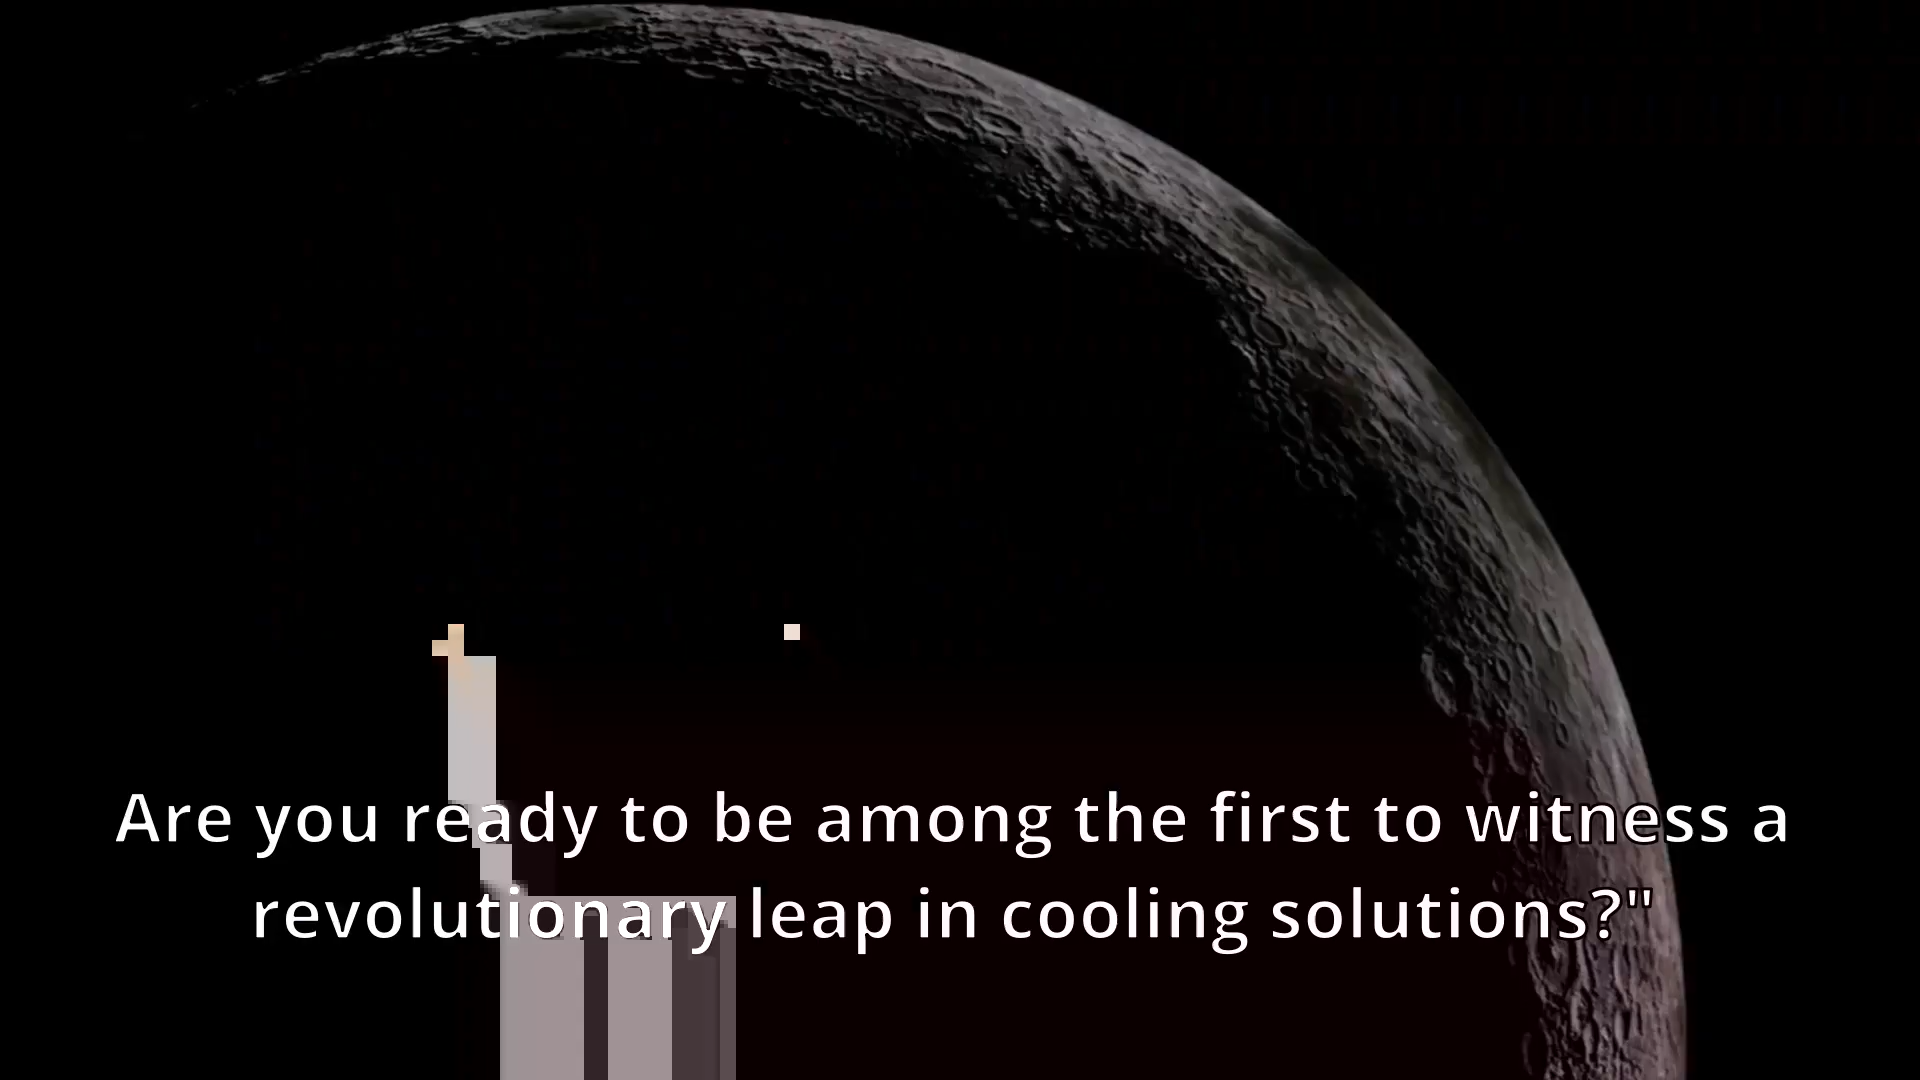 Are you ready to be among the first to witness a
revolutionary leap in cooling solutions?"